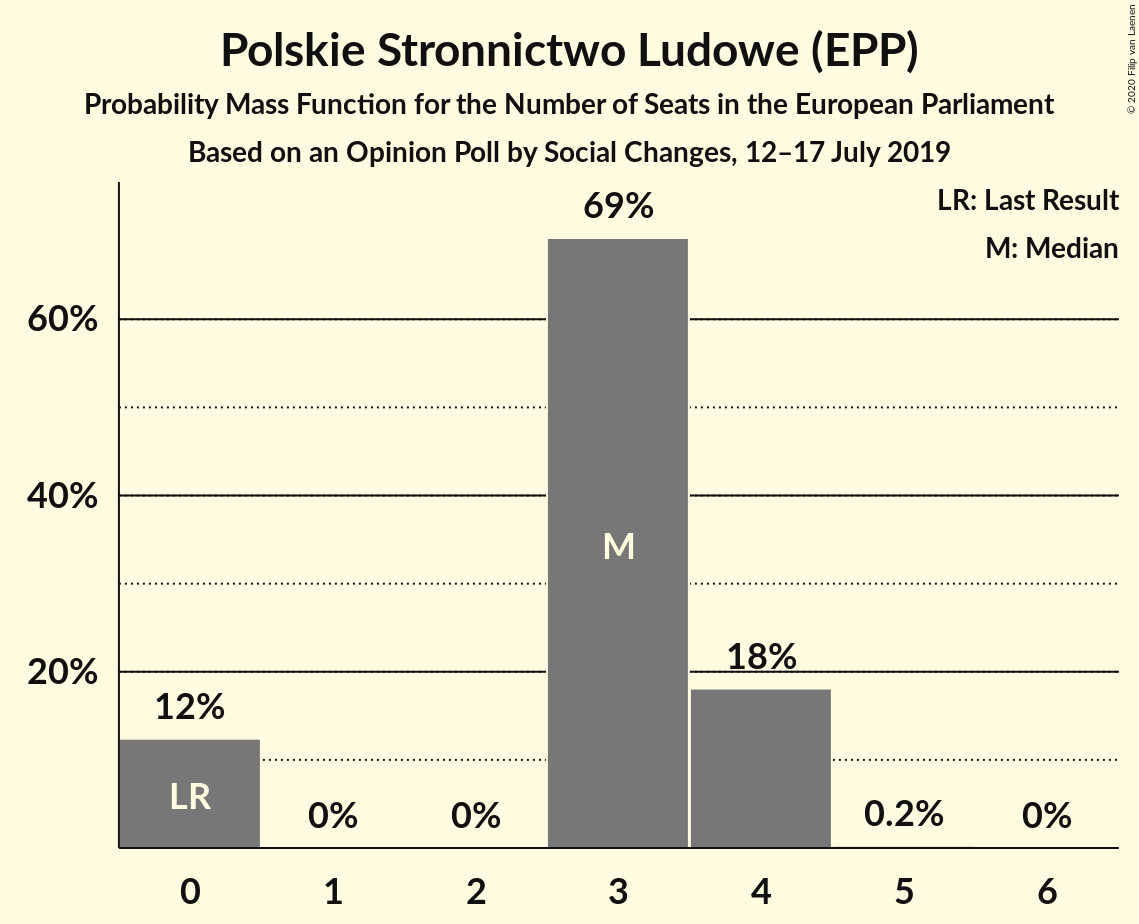 Polskie Stronnictwo Ludowe (EPP)
Probability Mass Function for the Number of Seats in the European Parliament
Based on an Opinion Poll by Social Changes, 12–17 July 2019
© 2020 Filip van Laenen
LR: Last Result
M: Median
69%
60%
40%
M
20%
18%
12%
LR
0%
0%
0.2%
0%
0 1 2 3 4 5 6